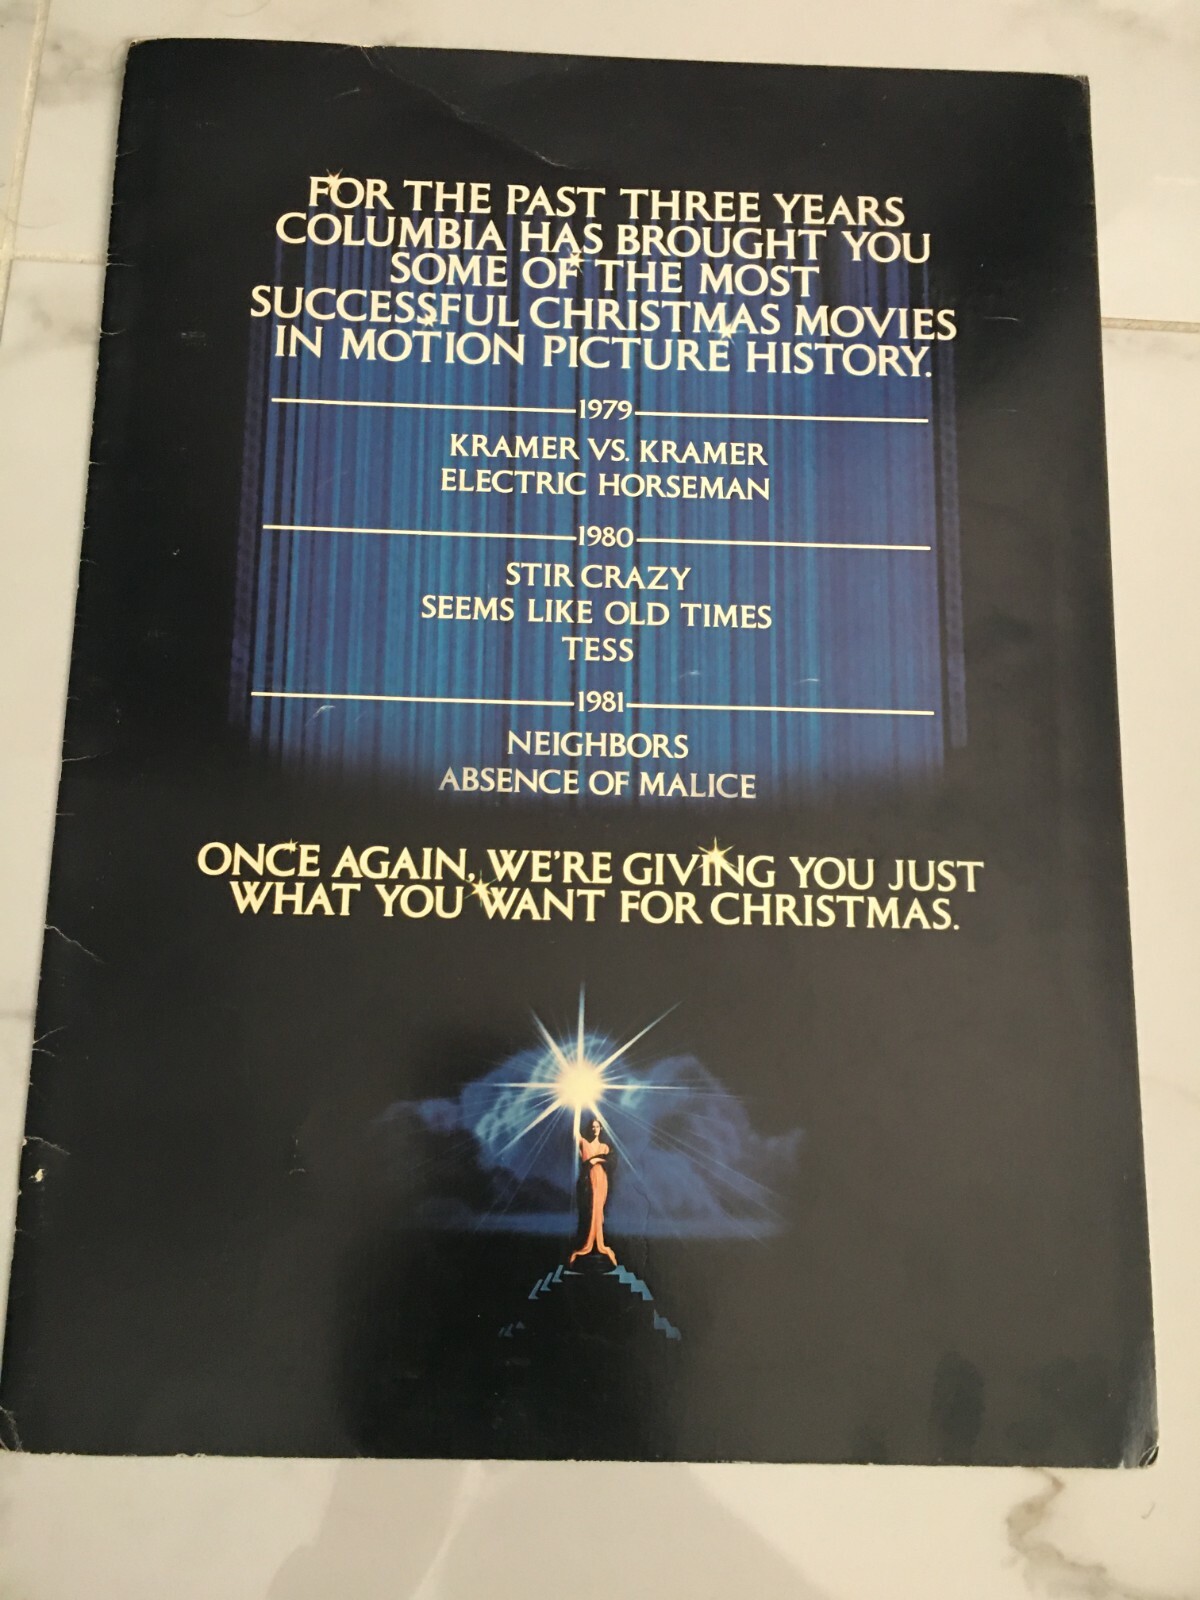 FOR THE PAST THREE YEARS
COLUMBIA HAS BROUGHT YOU
SOME OF THE MOST
SUCCESSFUL CHRISTMAS MOVIES
IN MOTION PICTURE HISTORY.
1979
KRAMER VS. KRAMER
ELECTRIC HORSEMAN
1980
STIR CRAZY
SEEMS LIKE OLD TIMES
TESS
1981
NEIGHBORS
ABSENCE OF MALICE
ONCE AGAIN, WE'RE GIVING YOU JUST
WHAT YOU WANT FOR CHRISTMAS.